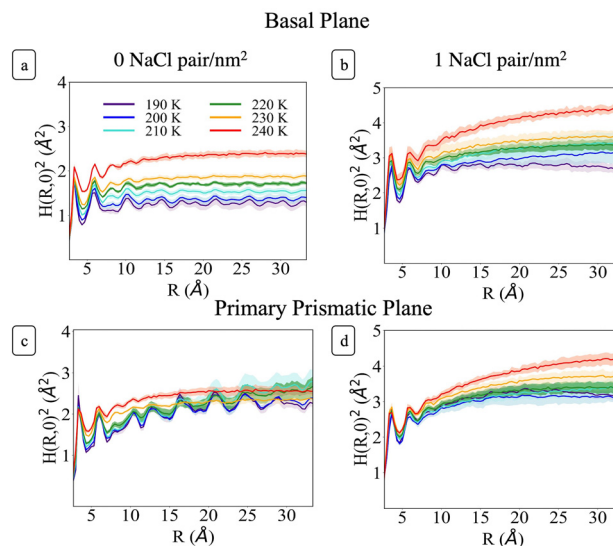 Basal Plane
a
0 NaCl pair/nm²
b
1 NaCl pair/nm²
4
3
2
1
H(R,0)² (Å²)
190 K
200 K
210 K
220 K
230 K
240 K
5 10 15 20 25 30
R (Å)
5
4
3
2
1
H(R,0)² (Å²)
5 10 15 20 25 30
R (Å)
Primary Prismatic Plane
c
4
3
2
1
H(R,0)² (Å²)
5 10 15 20 25 30
R (Å)
d
5
4
3
2
1
H(R,0)² (Å²)
5 10 15 20 25 30
R (Å)